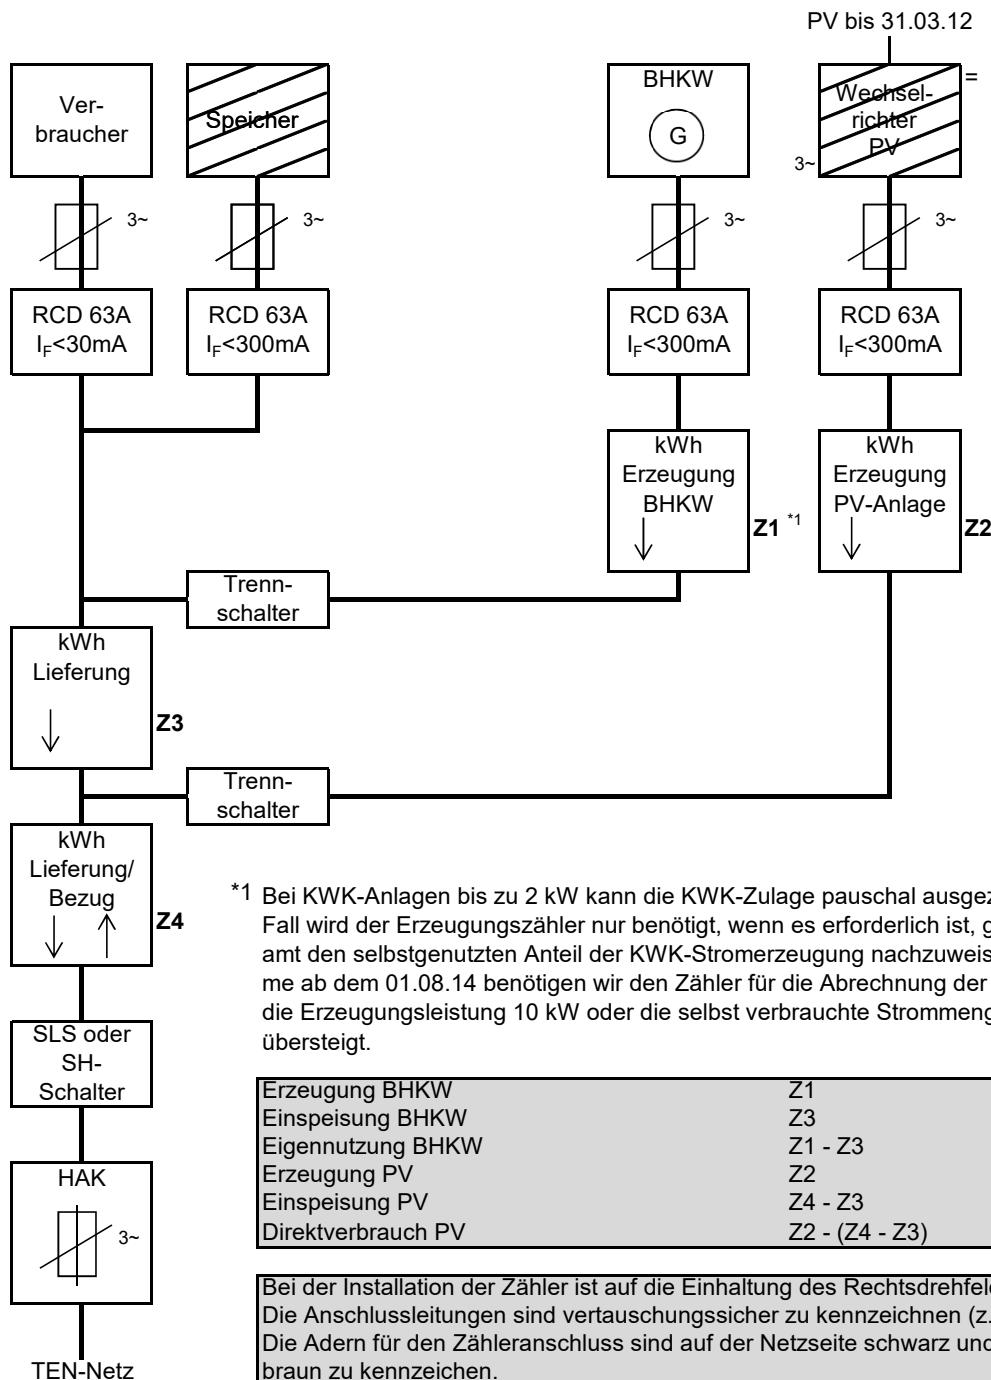 PV bis 31.03.12
Ver-
braucher
Speicher
BHKW
G
Wechsel-
richter
PV
=
3~
3~
3~
3~
3~
RCD 63A
IF<30mA
RCD 63A
IF<300mA
RCD 63A
IF<300mA
RCD 63A
IF<300mA
kWh
Erzeugung
BHKW
Z1 *1
kWh
Erzeugung
PV-Anlage
Z2
Trenn-
schalter
kWh
Lieferung
Z3
Trenn-
schalter
kWh
Lieferung/
Bezug
Z4
*1 Bei KWK-Anlagen bis zu 2 kW kann die KWK-Zulage pauschal ausgez
Fall wird der Erzeugungszähler nur benötigt, wenn es erforderlich ist, g
amt den selbstgenutzten Anteil der KWK-Stromerzeugung nachzuweis
me ab dem 01.08.14 benötigen wir den Zähler für die Abrechnung der
die Erzeugungsleistung 10 kW oder die selbst verbrauchte Strommeng
übersteigt.
SLS oder
SH-
Schalter
Erzeugung BHKW Z1
Einspeisung BHKW Z3
Eigennutzung BHKW Z1 - Z3
Erzeugung PV Z2
Einspeisung PV Z4 - Z3
Direktverbrauch PV Z2 - (Z4 - Z3)
HAK
3~
Bei der Installation der Zähler ist auf die Einhaltung des Rechtsdrehfeld
Die Anschlussleitungen sind vertauschungssicher zu kennzeichnen (z.
Die Adern für den Zähleranschluss sind auf der Netzseite schwarz und
braun zu kennzeichen.
TEN-Netz